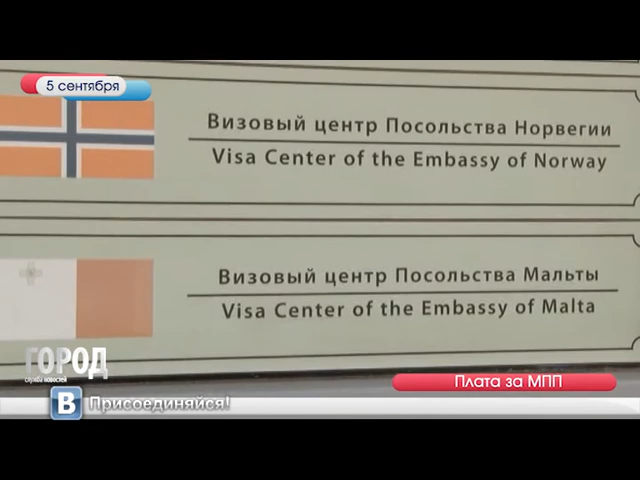 5 сентября
Визовый центр Посольства Норвегии
Visa Center of the Embassy of Norway
Визовый центр Посольства Мальты
Visa Center of the Embassy of Malta
ГОРОД
служба новостей
Плата за МПП
В Присоединяйся!